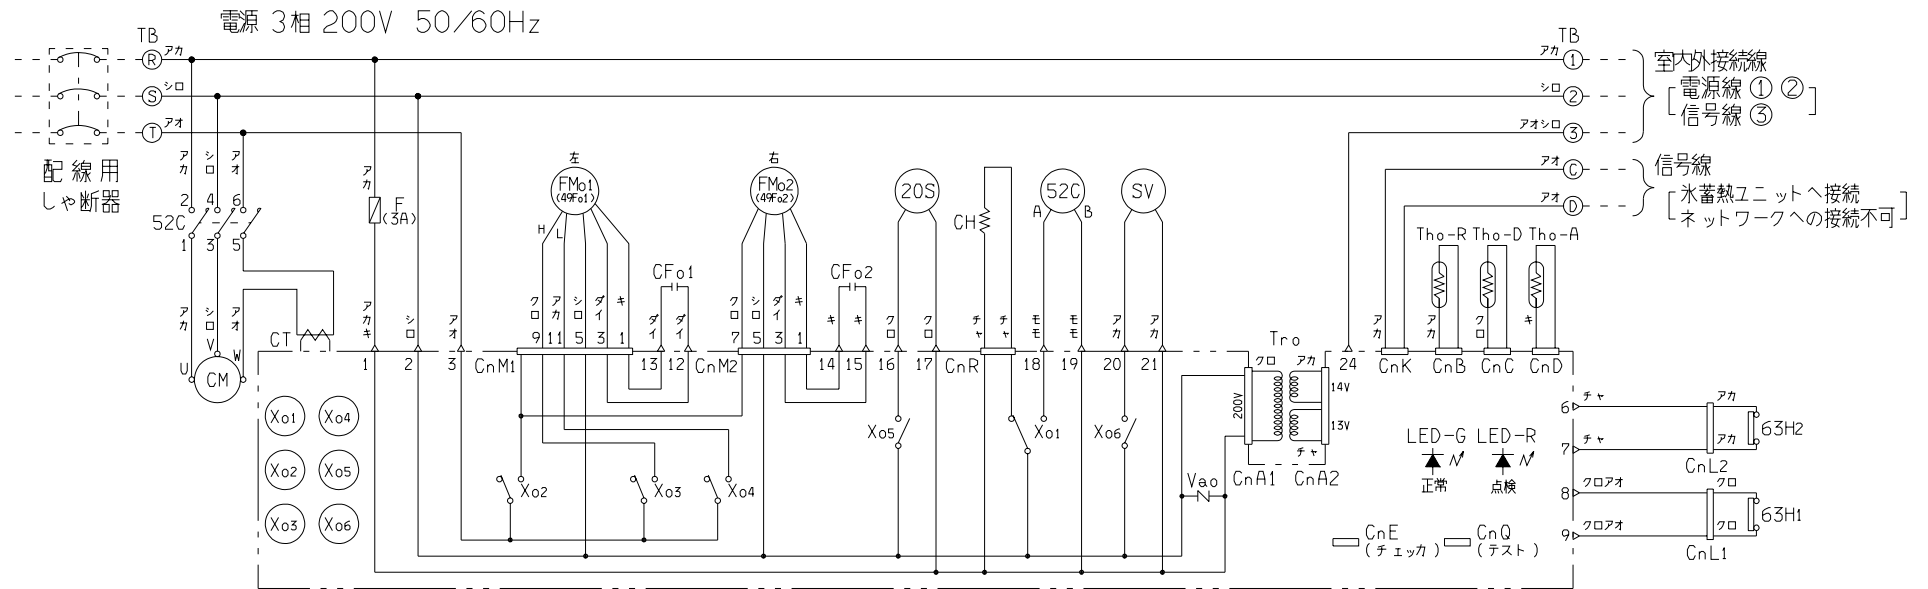 電源 3相 200V 50/60Hz
TB
R アカ
S シロ
T アオ
配線用
しゃ断器
アカ シロ アオ
2 4 6
52C
1 3 5
アカ シロ アオ
U V W
CM
CT
アカ
F
(3A)
アカキ シロ アオ
1 2 3
左
FMo1
(49Fo1)
H L
クロ アカ シロ ダイ キ
9 11 5 3 1
CnM1
CFo1
ダイ ダイ
13 12
右
FMo2
(49Fo2)
クロ シロ ダイ キ
7 5 3 1
CnM2
CFo2
キ キ
14 15
20S
クロ クロ
16 17
CH
チャ チャ
CnR
52C
A B
モモ モモ
18 19
SV
アカ アカ
20 21
TB
アカ 1
シロ 2
アオシロ 3
アオ C
アオ D
室内外接続線
電源線 ① ②
信号線 ③
信号線
氷蓄熱ユニットへ接続
ネットワークへの接続不可
Tho-R Tho-D Tho-A
アカ アカ クロ キ
24 CnK CnB CnC CnD
Tro
クロ アカ
200V
14V
13V
チャ
CnA1 CnA2
Vao
Xo1 Xo4
Xo2 Xo5
Xo3 Xo6
Xo2 Xo3 Xo4
Xo5 Xo1 Xo6
LED-G LED-R
正常 点検
CnE
(チェッカ)
CnQ
(テスト)
6 チャ アカ
63H2
7 チャ アカ
CnL2
8 クロアオ クロ
63H1
9 クロアオ クロ
CnL1